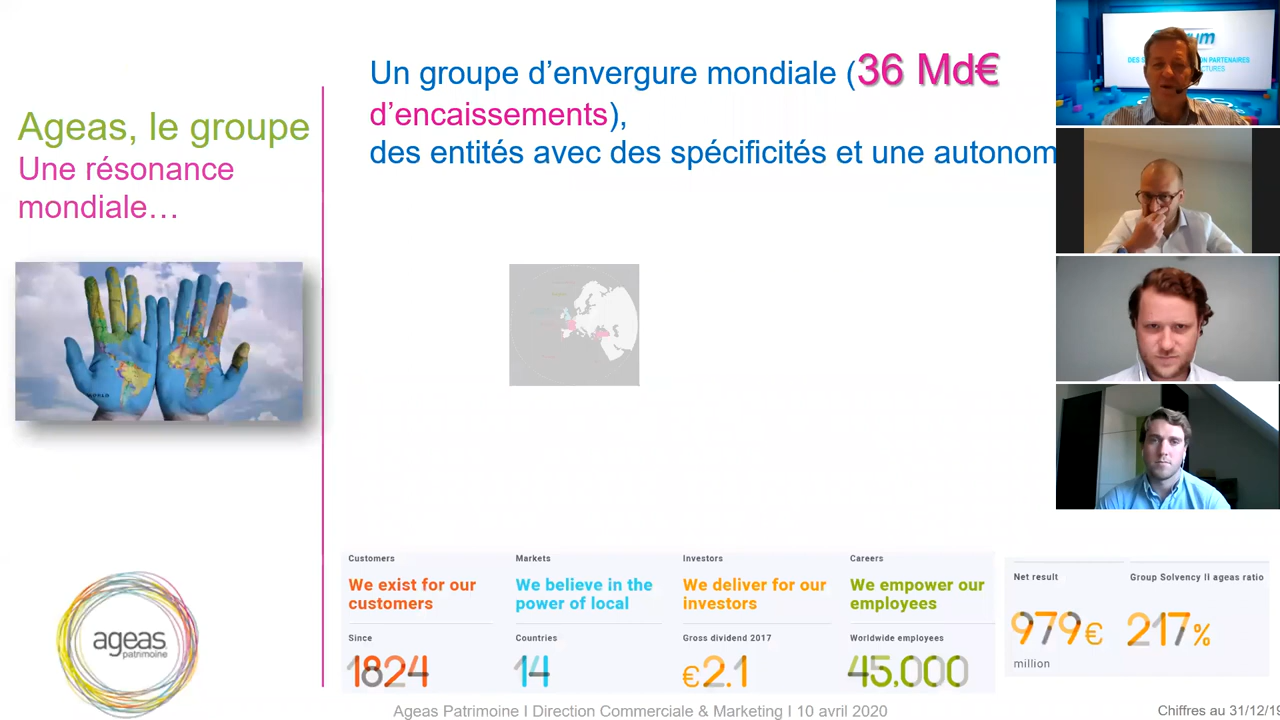 Ageas, le groupe
Une résonance
mondiale…
Un groupe d’envergure mondiale (36 Md€
d’encaissements),
des entités avec des spécificités et une autonom
Customers
We exist for our
customers
Since
1824
Markets
We believe in the
power of local
Countries
14
Investors
We deliver for our
investors
Gross dividend 2017
€2.1
Careers
We empower our
employees
Worldwide employees
45,000
Net result
979€
million
Group Solvency II ageas ratio
217%
ageas
patrimoine
Ageas Patrimoine I Direction Commerciale & Marketing I 10 avril 2020
Chiffres au 31/12/19